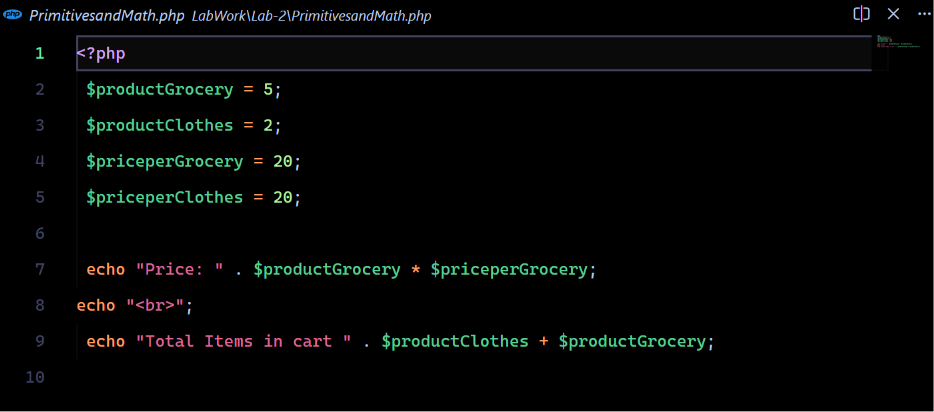 php PrimitivesandMath.php LabWork\Lab-2\PrimitivesandMath.php
1 <?php
2 $productGrocery = 5;
3 $productClothes = 2;
4 $priceperGrocery = 20;
5 $priceperClothes = 20;
6
7 echo "Price: " . $productGrocery * $priceperGrocery;
8 echo "<br>";
9 echo "Total Items in cart " . $productClothes + $productGrocery;
10